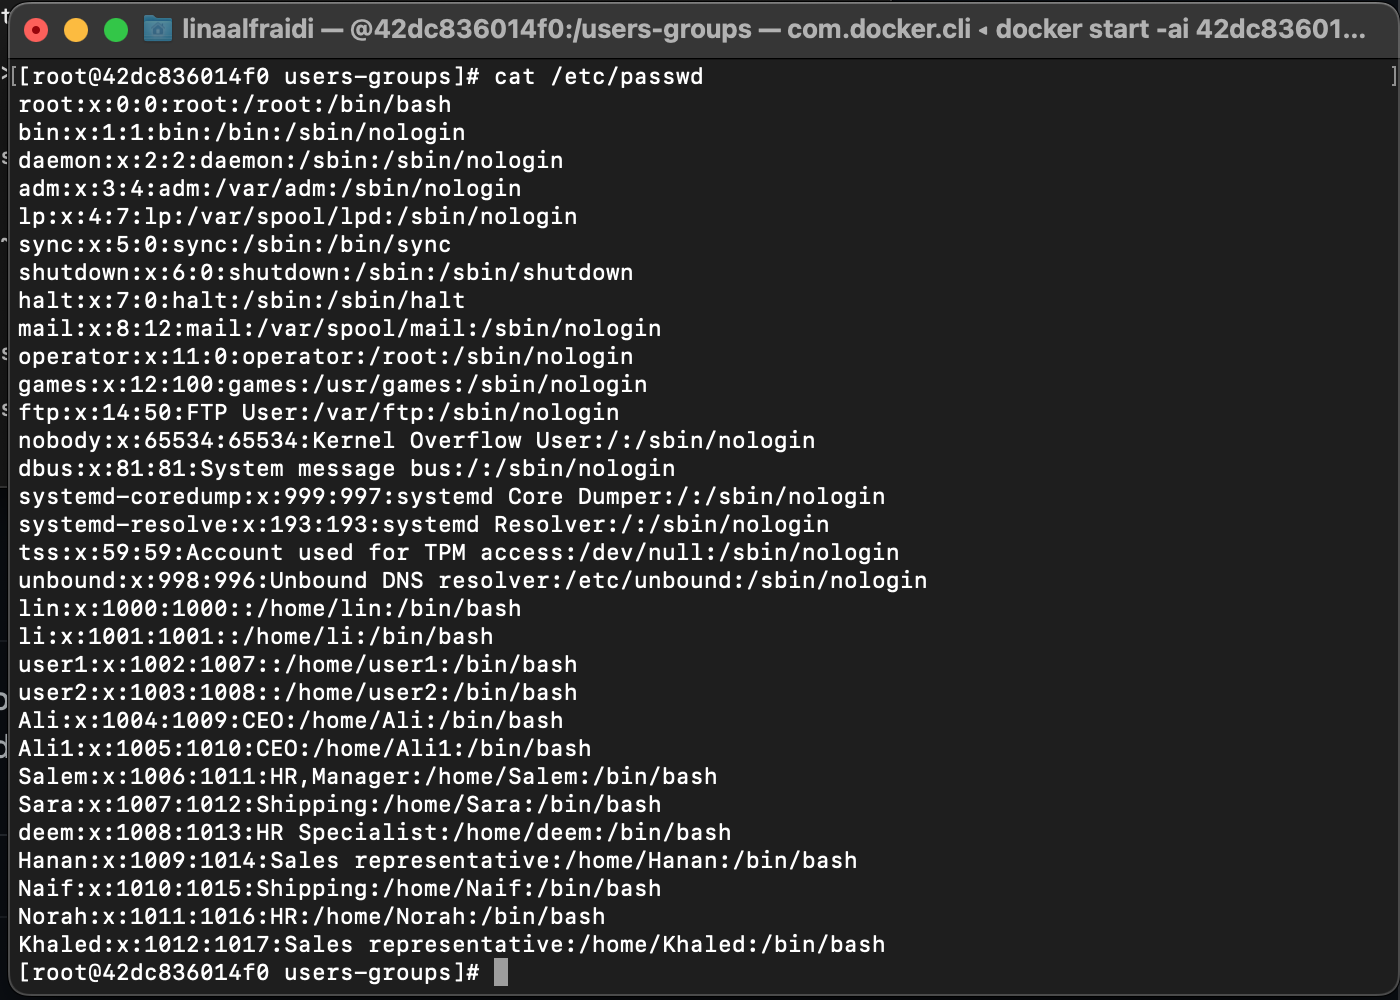 linaalfraidi — @42dc836014f0:/users-groups — com.docker.cli ◂ docker start -ai 42dc83601...
[[root@42dc836014f0 users-groups]# cat /etc/passwd ]
root:x:0:0:root:/root:/bin/bash
bin:x:1:1:bin:/bin:/sbin/nologin
daemon:x:2:2:daemon:/sbin:/sbin/nologin
adm:x:3:4:adm:/var/adm:/sbin/nologin
lp:x:4:7:lp:/var/spool/lpd:/sbin/nologin
sync:x:5:0:sync:/sbin:/bin/sync
shutdown:x:6:0:shutdown:/sbin:/sbin/shutdown
halt:x:7:0:halt:/sbin:/sbin/halt
mail:x:8:12:mail:/var/spool/mail:/sbin/nologin
operator:x:11:0:operator:/root:/sbin/nologin
games:x:12:100:games:/usr/games:/sbin/nologin
ftp:x:14:50:FTP User:/var/ftp:/sbin/nologin
nobody:x:65534:65534:Kernel Overflow User:/:/sbin/nologin
dbus:x:81:81:System message bus:/:/sbin/nologin
systemd-coredump:x:999:997:systemd Core Dumper:/:/sbin/nologin
systemd-resolve:x:193:193:systemd Resolver:/:/sbin/nologin
tss:x:59:59:Account used for TPM access:/dev/null:/sbin/nologin
unbound:x:998:996:Unbound DNS resolver:/etc/unbound:/sbin/nologin
lin:x:1000:1000::/home/lin:/bin/bash
li:x:1001:1001::/home/li:/bin/bash
user1:x:1002:1007::/home/user1:/bin/bash
user2:x:1003:1008::/home/user2:/bin/bash
Ali:x:1004:1009:CEO:/home/Ali:/bin/bash
Ali1:x:1005:1010:CEO:/home/Ali1:/bin/bash
Salem:x:1006:1011:HR,Manager:/home/Salem:/bin/bash
Sara:x:1007:1012:Shipping:/home/Sara:/bin/bash
deem:x:1008:1013:HR Specialist:/home/deem:/bin/bash
Hanan:x:1009:1014:Sales representative:/home/Hanan:/bin/bash
Naif:x:1010:1015:Shipping:/home/Naif:/bin/bash
Norah:x:1011:1016:HR:/home/Norah:/bin/bash
Khaled:x:1012:1017:Sales representative:/home/Khaled:/bin/bash
[root@42dc836014f0 users-groups]#